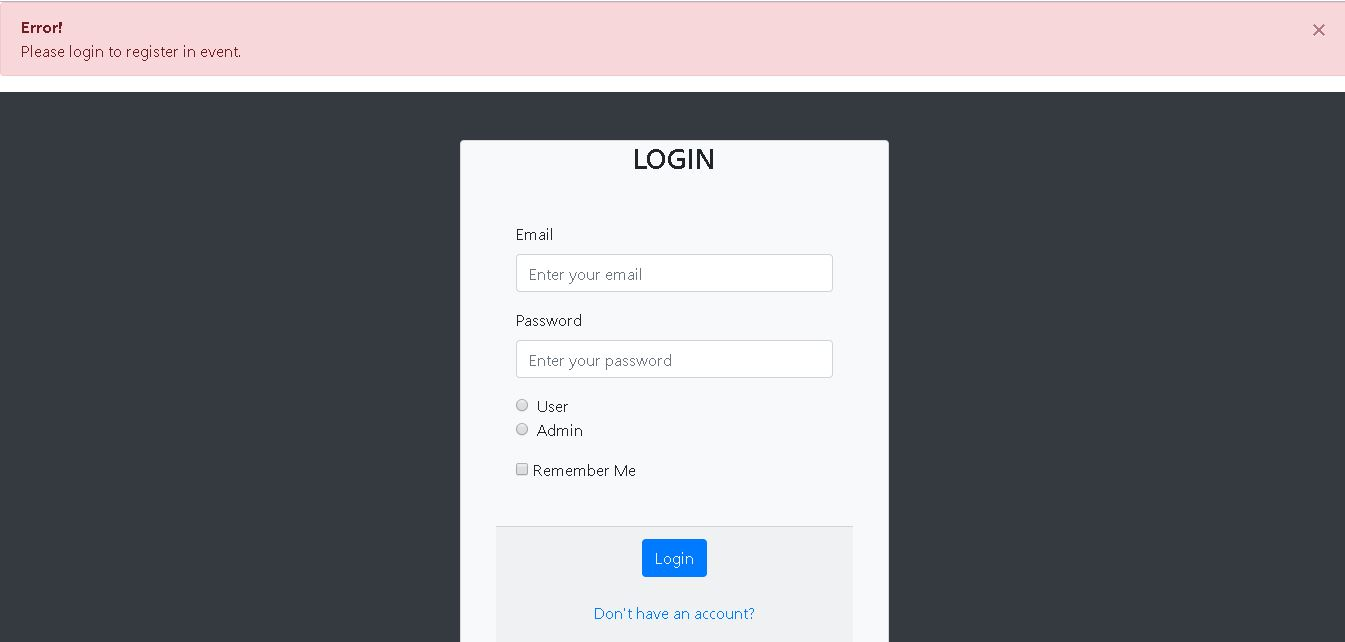 Error!
Please login to register in event.
×
LOGIN
Email
Enter your email
Password
Enter your password
User
Admin
Remember Me
Login
Don't have an account?